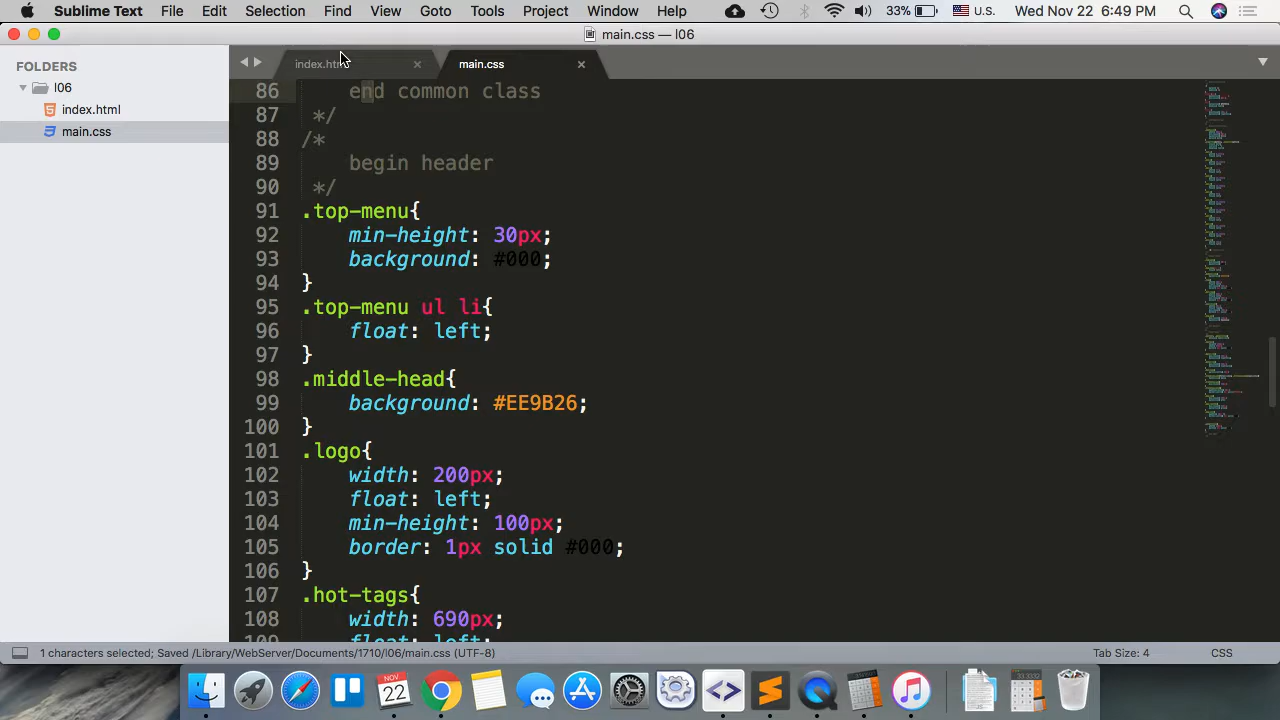 Sublime Text File Edit Selection Find View Goto Tools Project Window Help 33% U.S. Wed Nov 22 6:49 PM
main.css — l06
FOLDERS
l06
index.html
main.css
index.html main.css
86 end common class
87 */
88 /*
89 begin header
90 */
91 .top-menu{
92 min-height: 30px;
93 background: #000;
94 }
95 .top-menu ul li{
96 float: left;
97 }
98 .middle-head{
99 background: #EE9B26;
100 }
101 .logo{
102 width: 200px;
103 float: left;
104 min-height: 100px;
105 border: 1px solid #000;
106 }
107 .hot-tags{
108 width: 690px;
109 float: left;
1 characters selected; Saved /Library/WebServer/Documents/1710/l06/main.css (UTF-8) Tab Size: 4 CSS
NOV
22